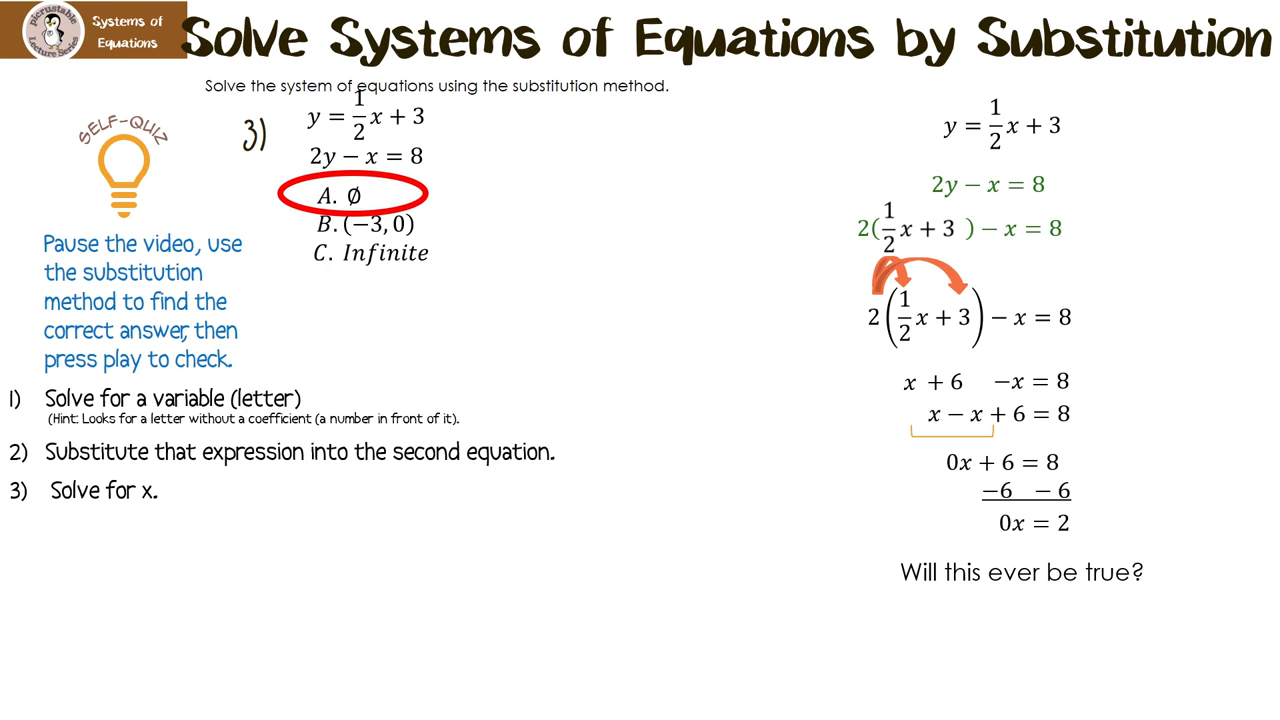 picrustable
Lecture Series
Systems of
Equations
Solve Systems of Equations by Substitution
Solve the system of equations using the substitution method.
SELF-QUIZ
3)
y = 1/2 x + 3
2y − x = 8
A. ∅
B. (−3, 0)
C. Infinite
Pause the video, use
the substitution
method to find the
correct answer, then
press play to check.
1) Solve for a variable (letter)
(Hint: Looks for a letter without a coefficient (a number in front of it).
2) Substitute that expression into the second equation.
3) Solve for x.
y = 1/2 x + 3
2y − x = 8
2( 1/2 x + 3 ) − x = 8
2 ( 1/2 x + 3 ) − x = 8
x + 6 −x = 8
x − x + 6 = 8
0x + 6 = 8
−6 − 6
0x = 2
Will this ever be true?